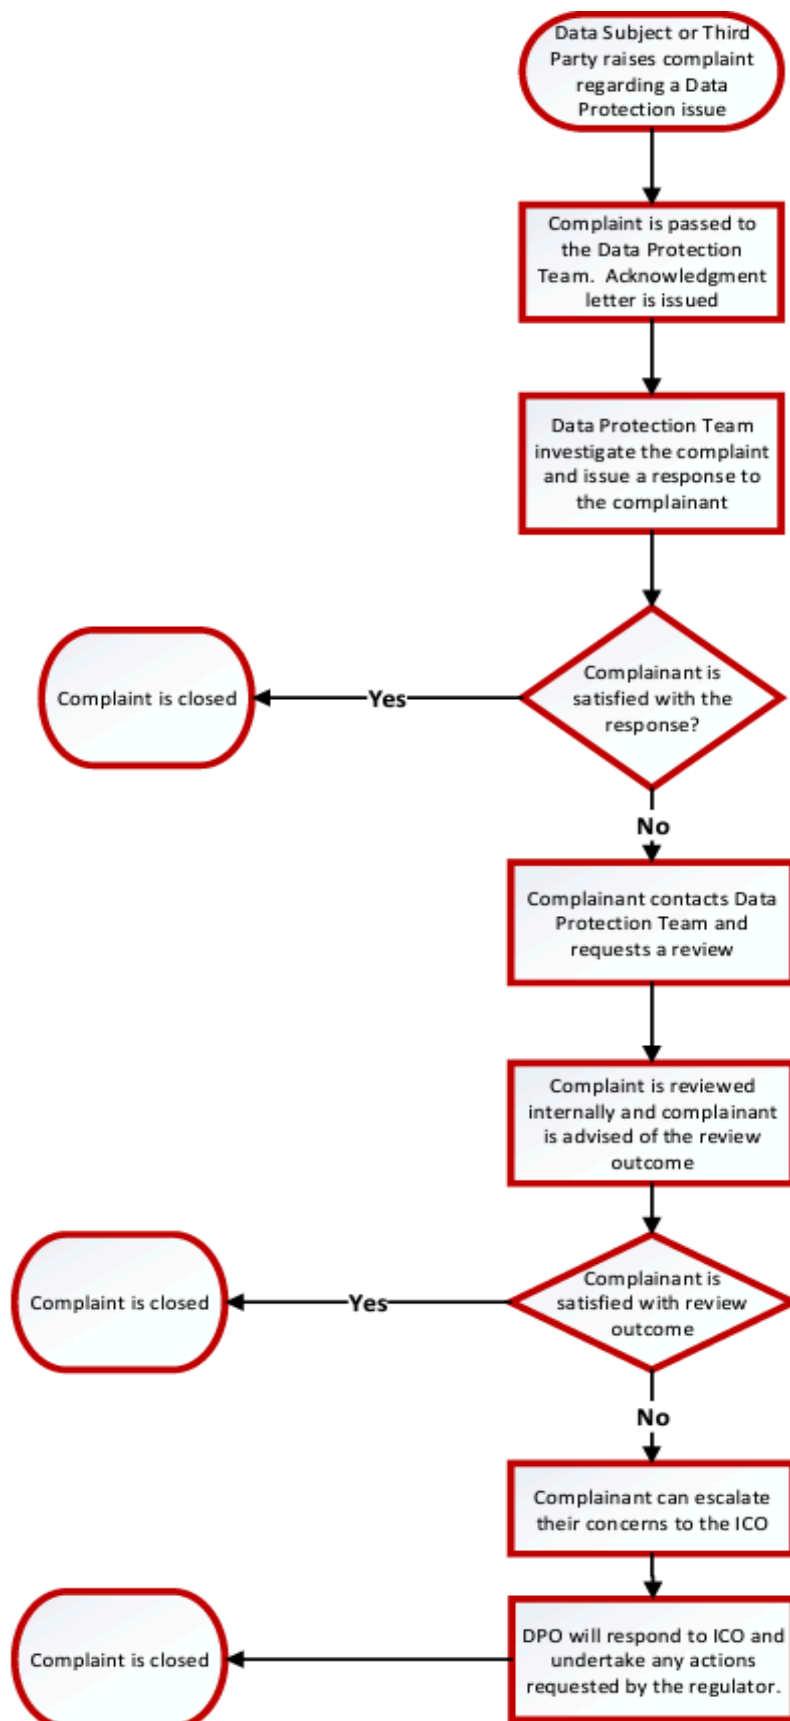 Data Subject or Third
Party raises complaint
regarding a Data
Protection issue
Complaint is passed to
the Data Protection
Team. Acknowledgment
letter is issued
Data Protection Team
investigate the complaint
and issue a response to
the complainant
Complainant is
satisfied with the
response?
Yes
Complaint is closed
No
Complainant contacts Data
Protection Team and
requests a review
Complaint is reviewed
internally and complainant
is advised of the review
outcome
Complainant is
satisfied with review
outcome
Yes
Complaint is closed
No
Complainant can escalate
their concerns to the ICO
DPO will respond to ICO and
undertake any actions
requested by the regulator.
Complaint is closed